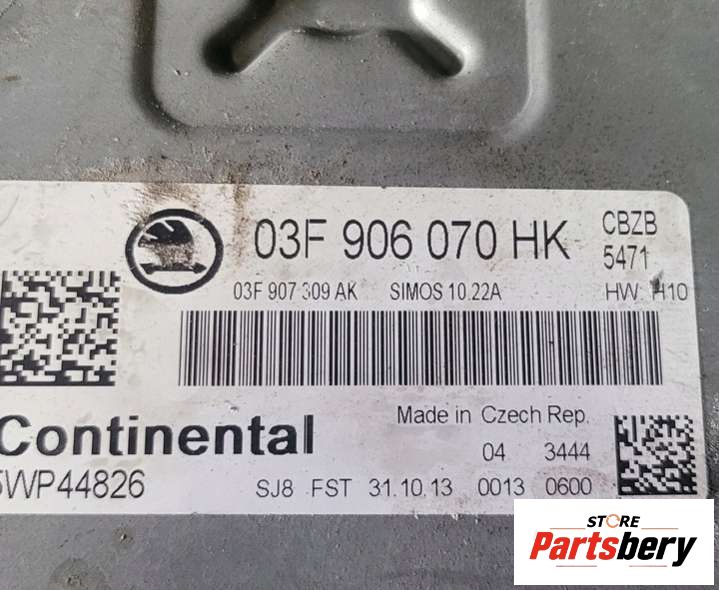 03F 906 070 HK CBZB
5471
03F 907 309 AK SIMOS 10.22A HW: H10
Continental Made in Czech Rep.
04 3444
5WP44826 SJ8 FST 31.10.13 0013 0600
STORE
Partsbery